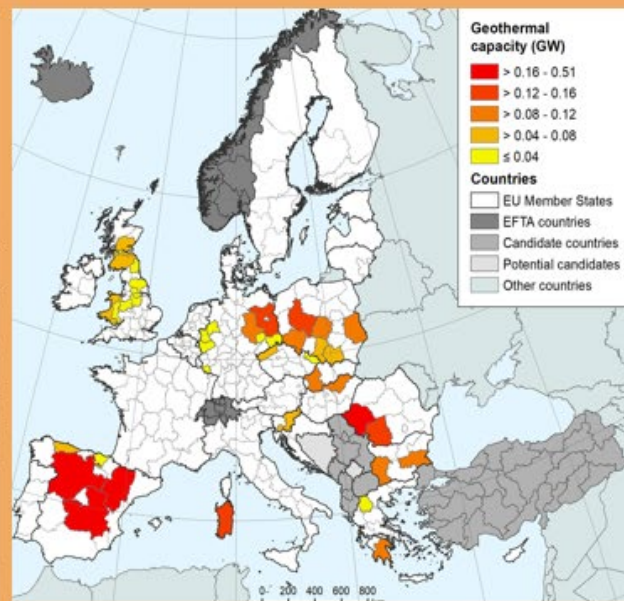 Geothermal
capacity (GW)
> 0.16 - 0.51
> 0.12 - 0.16
> 0.08 - 0.12
> 0.04 - 0.08
≤ 0.04
Countries
EU Member States
EFTA countries
Candidate countries
Potential candidates
Other countries
0 200 400 600 800